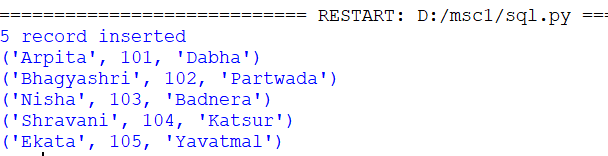 ============================ RESTART: D:/msc1/sql.py ===
5 record inserted
('Arpita', 101, 'Dabha')
('Bhagyashri', 102, 'Partwada')
('Nisha', 103, 'Badnera')
('Shravani', 104, 'Katsur')
('Ekata', 105, 'Yavatmal')